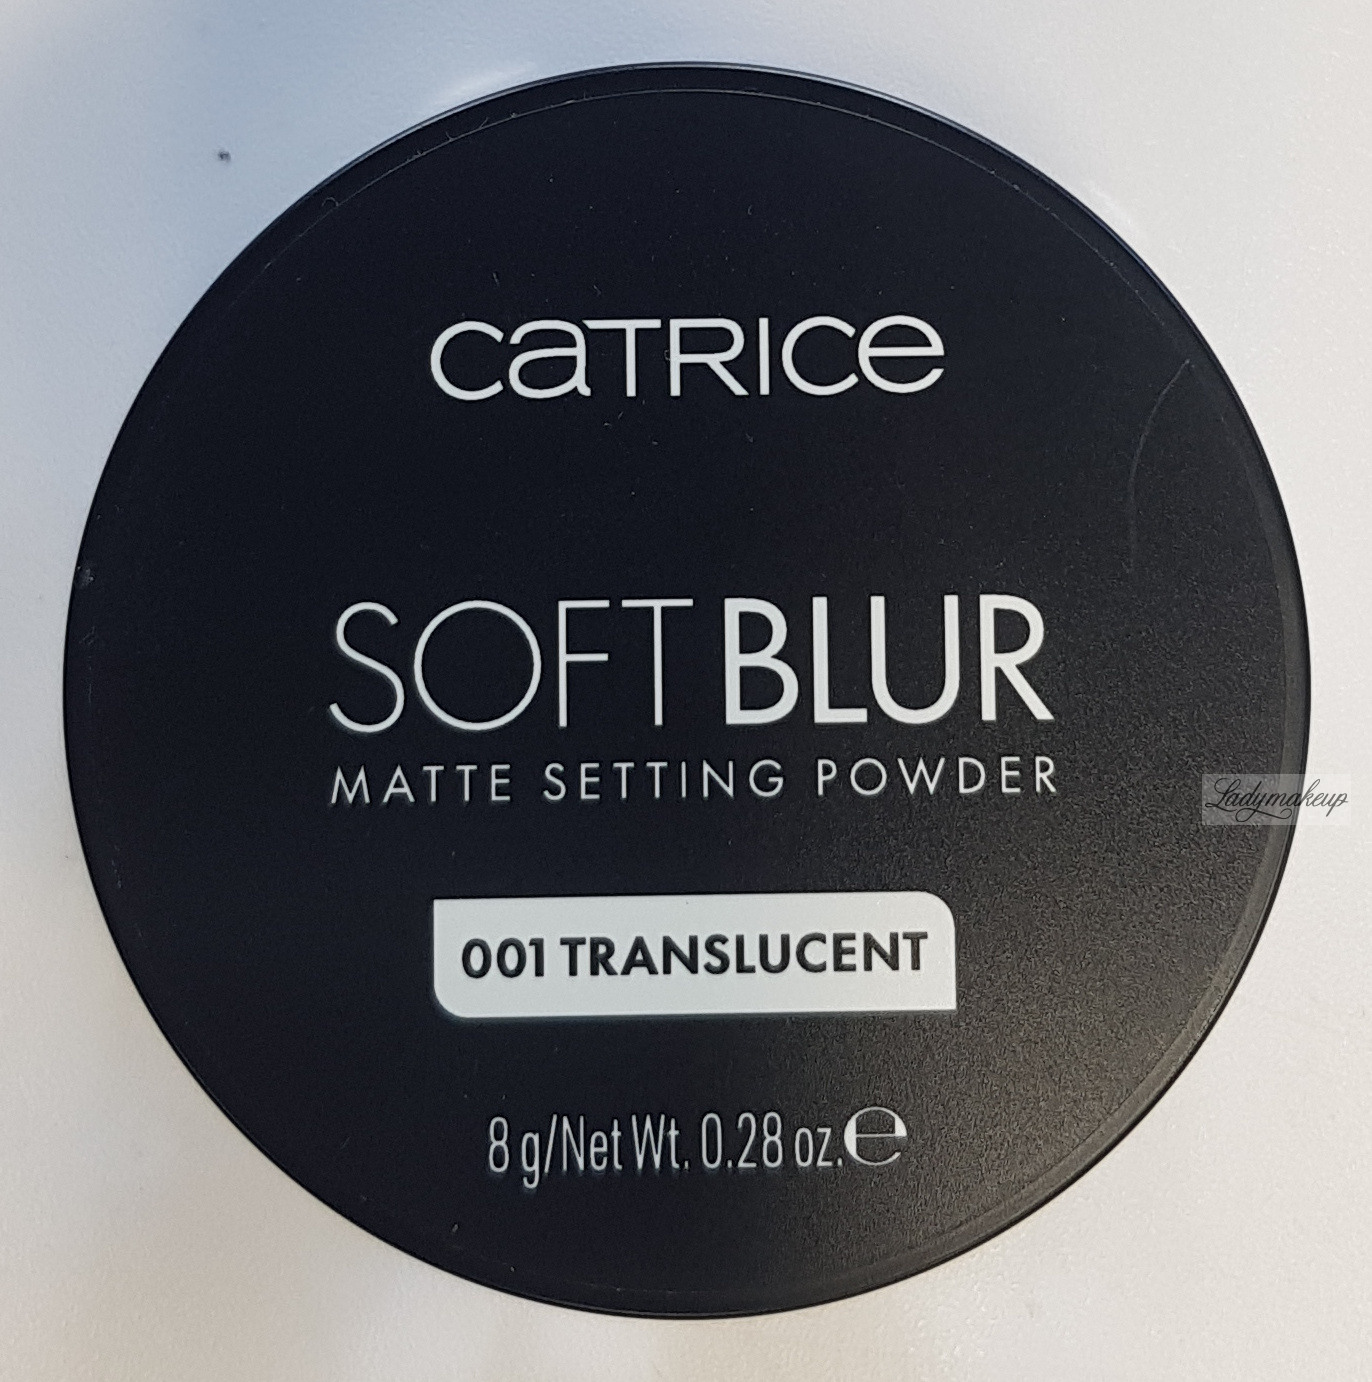 CATRICE
SOFT BLUR
MATTE SETTING POWDER
Ladymakeup
001 TRANSLUCENT
8 g/Net Wt. 0.28 oz. ℮